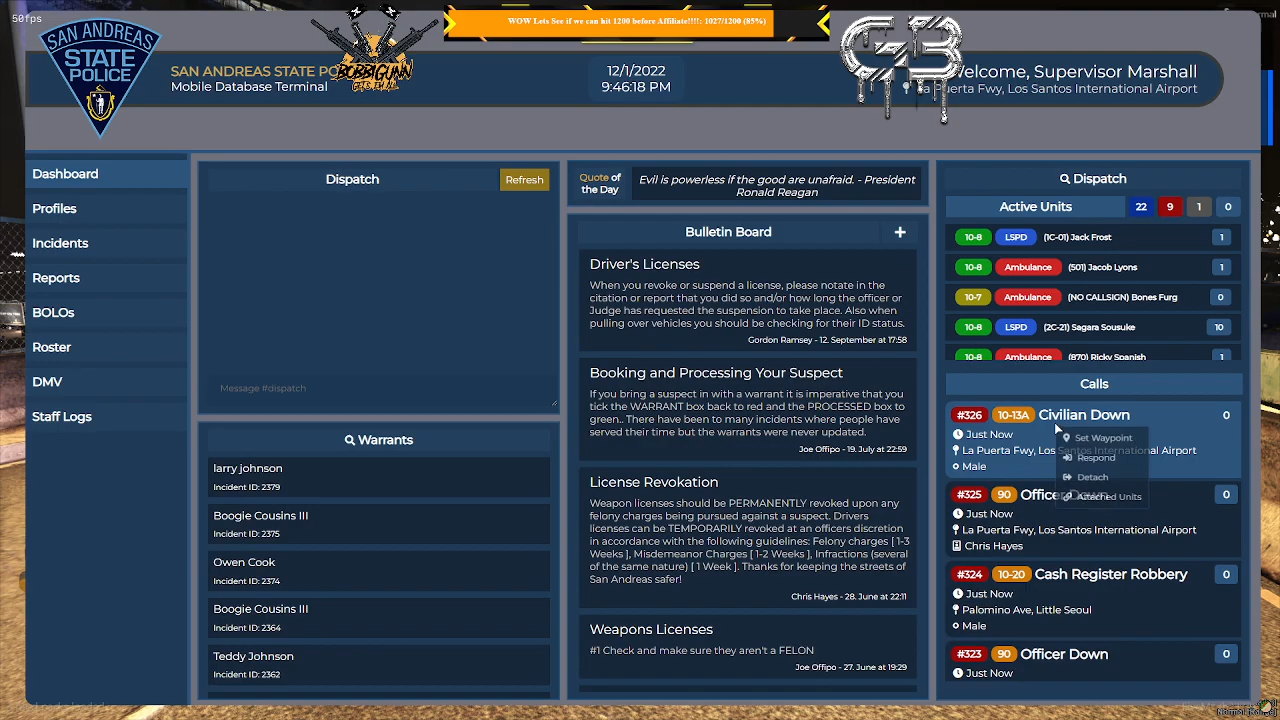 50fps
WOW Lets See if we can hit 1200 before Affiliate!!!!: 1027/1200 (85%)
SAN ANDREAS
STATE
POLICE
SAN ANDREAS STATE PO
Mobile Database Terminal
BOBBIGUNN
GETS EM ALL
12/1/2022
9:46:18 PM
GB
Welcome, Supervisor Marshall
La Puerta Fwy, Los Santos International Airport
Dashboard
Profiles
Incidents
Reports
BOLOs
Roster
DMV
Staff Logs
Dispatch
Refresh
Message #dispatch
Warrants
larry johnson
Incident ID: 2379
Boogie Cousins III
Incident ID: 2375
Owen Cook
Incident ID: 2374
Boogie Cousins III
Incident ID: 2364
Teddy Johnson
Incident ID: 2362
Quote of
the Day
Evil is powerless if the good are unafraid. - President
Ronald Reagan
Bulletin Board
Driver's Licenses
When you revoke or suspend a license, please notate in the
citation or report that you did so and/or how long the officer or
Judge has requested the suspension to take place. Also when
pulling over vehicles you should be checking for their ID status.
Gordon Ramsey - 12. September at 17:58
Booking and Processing Your Suspect
If you bring a suspect in with a warrant it is imperative that you
tick the WARRANT box back to red and the PROCESSED box to
green. There have been to many incidents where people have
served their time but the warrants were never updated.
Joe Offipo - 19. July at 22:59
License Revokation
Weapon licenses should be PERMANENTLY revoked upon any
felony charges being pursued against a suspect. Drivers
licenses can be TEMPORARILY revoked at an officers discretion
in accordance with the following guidelines: Felony charges [ 1-3
Weeks ], Misdemeanor Charges [ 1-2 Weeks ], Infractions (several
of the same nature) [ 1 Week ]. Thanks for keeping the streets of
San Andreas safer!
Chris Hayes - 28. June at 22:11
Weapons Licenses
#1 Check and make sure they aren't a FELON
Joe Offipo - 27. June at 19:29
Dispatch
Active Units 22 9 1 0
10-8 LSPD (1C-01) Jack Frost 1
10-8 Ambulance (501) Jacob Lyons 1
10-7 Ambulance (NO CALLSIGN) Bones Furg 0
10-8 LSPD (2C-21) Sagara Sousuke 10
10-8 Ambulance (870) Ricky Spanish 1
Calls
#326 10-13A Civilian Down 0
Just Now
La Puerta Fwy, Los Santos International Airport
Male
Set Waypoint
Respond
Detach
Attached Units
#325 90 Office 0
Just Now
La Puerta Fwy, Los Santos International Airport
Chris Hayes
#324 10-20 Cash Register Robbery 0
Just Now
Palomino Ave, Little Seoul
Male
#323 90 Officer Down 0
Just Now